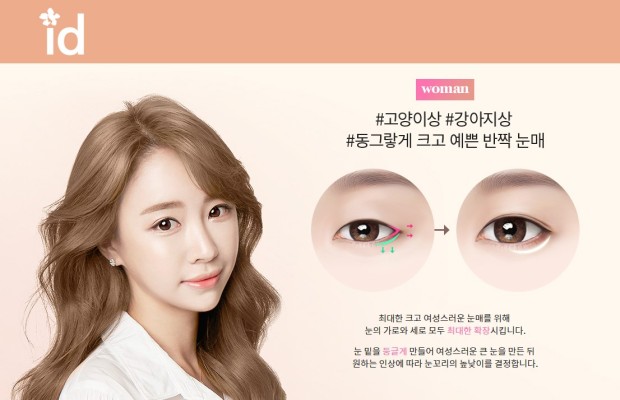 id
woman
#고양이상 #강아지상
#동그랗게 크고 예쁜 반짝 눈매
최대한 크고 여성스러운 눈매를 위해
눈의 가로와 세로 모두 최대한 확장시킵니다.
눈 밑을 둥글게 만들어 여성스러운 큰 눈을 만든 뒤
원하는 인상에 따라 눈꼬리의 높낮이를 결정합니다.